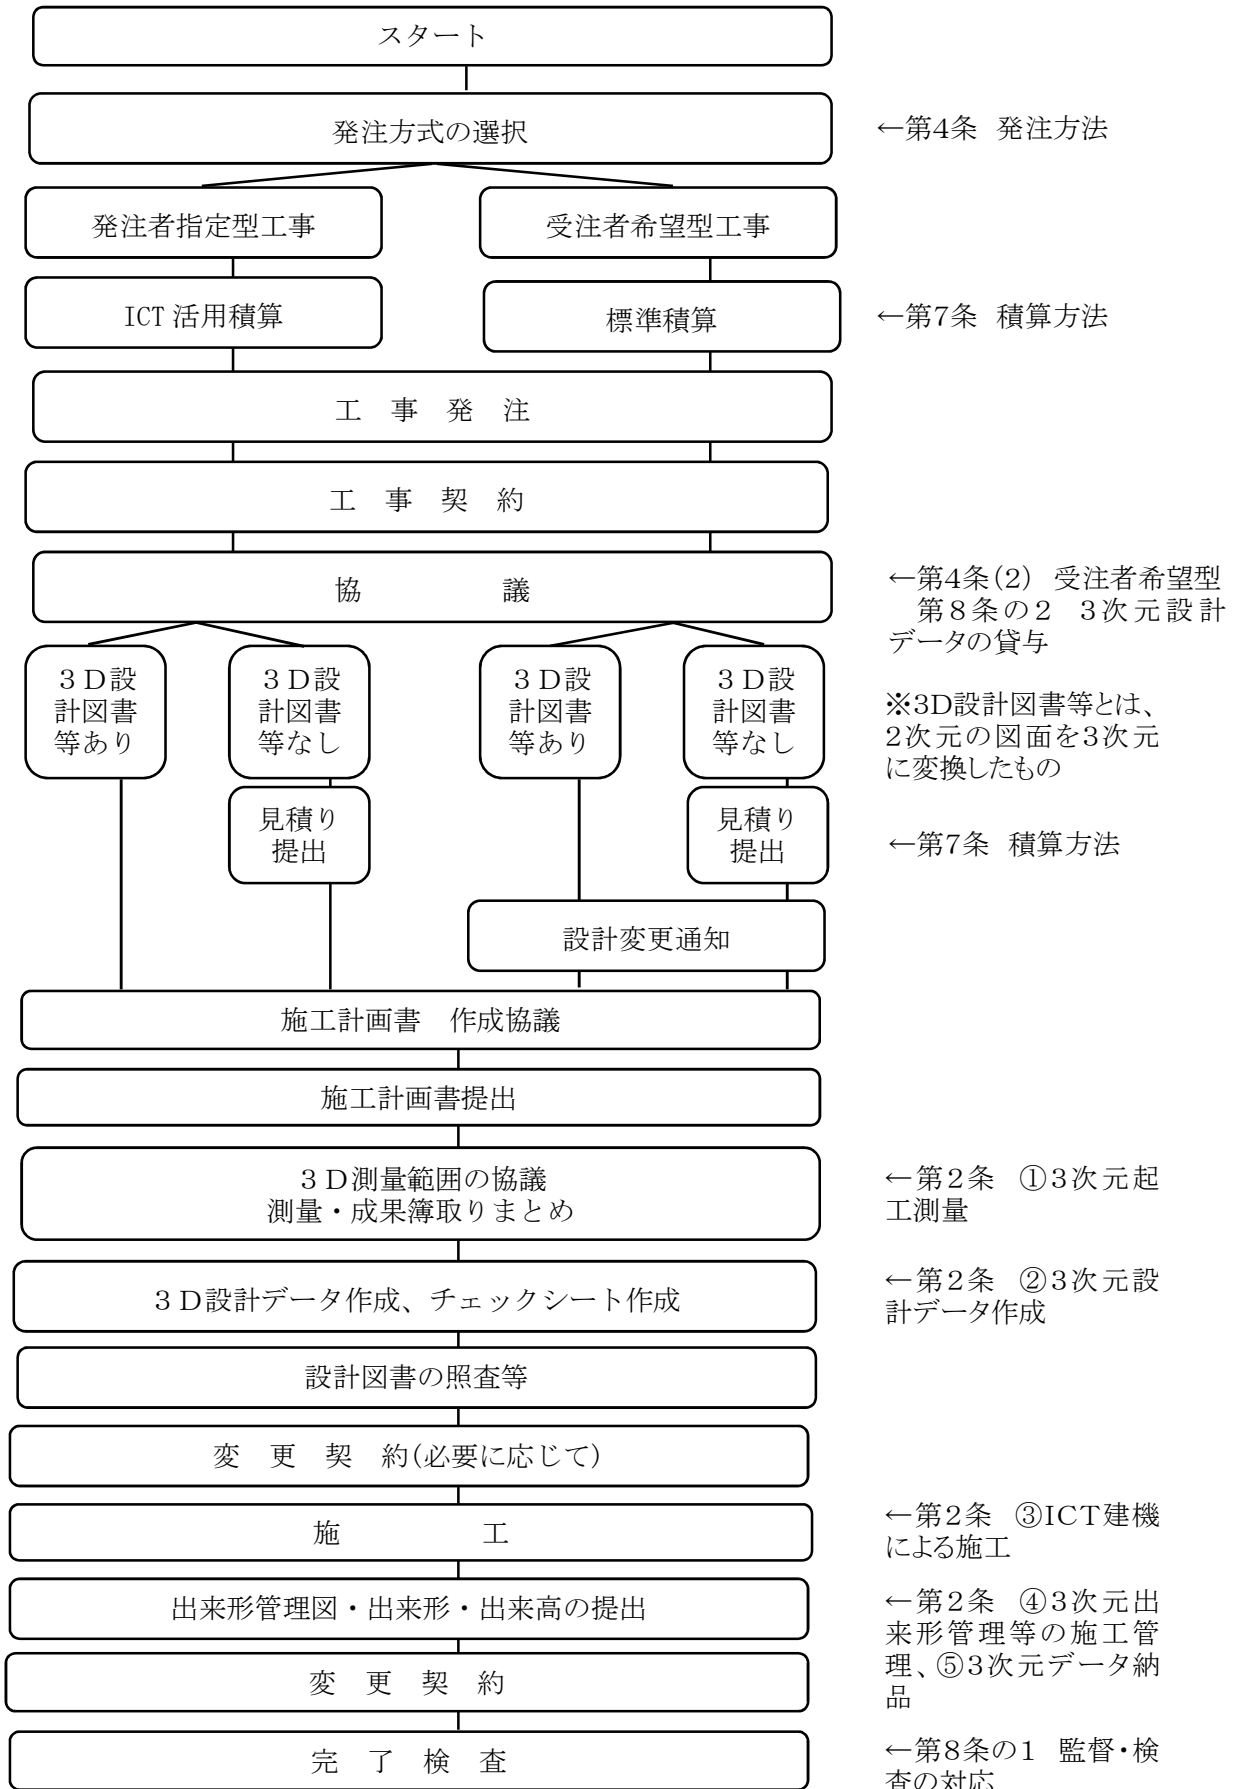 スタート
発注方式の選択
←第4条 発注方法
発注者指定型工事
受注者希望型工事
ICT 活用積算
標準積算
←第7条 積算方法
工 事 発 注
工 事 契 約
協 議
←第4条(2) 受注者希望型
第8条の2 3次元設計
データの貸与
3D設
計図書
等あり
3D設
計図書
等なし
3D設
計図書
等あり
3D設
計図書
等なし
※3D設計図書等とは、
2次元の図面を3次元
に変換したもの
見積り
提出
見積り
提出
←第7条 積算方法
設計変更通知
施工計画書 作成協議
施工計画書提出
3D測量範囲の協議
測量・成果簿取りまとめ
←第2条 ①3次元起
工測量
3D設計データ作成、チェックシート作成
←第2条 ②3次元設
計データ作成
設計図書の照査等
変 更 契 約(必要に応じて)
施 工
←第2条 ③ICT建機
による施工
出来形管理図・出来形・出来高の提出
←第2条 ④3次元出
来形管理等の施工管
理、⑤3次元データ納
品
変 更 契 約
完 了 検 査
←第8条の1 監督・検
査の対応